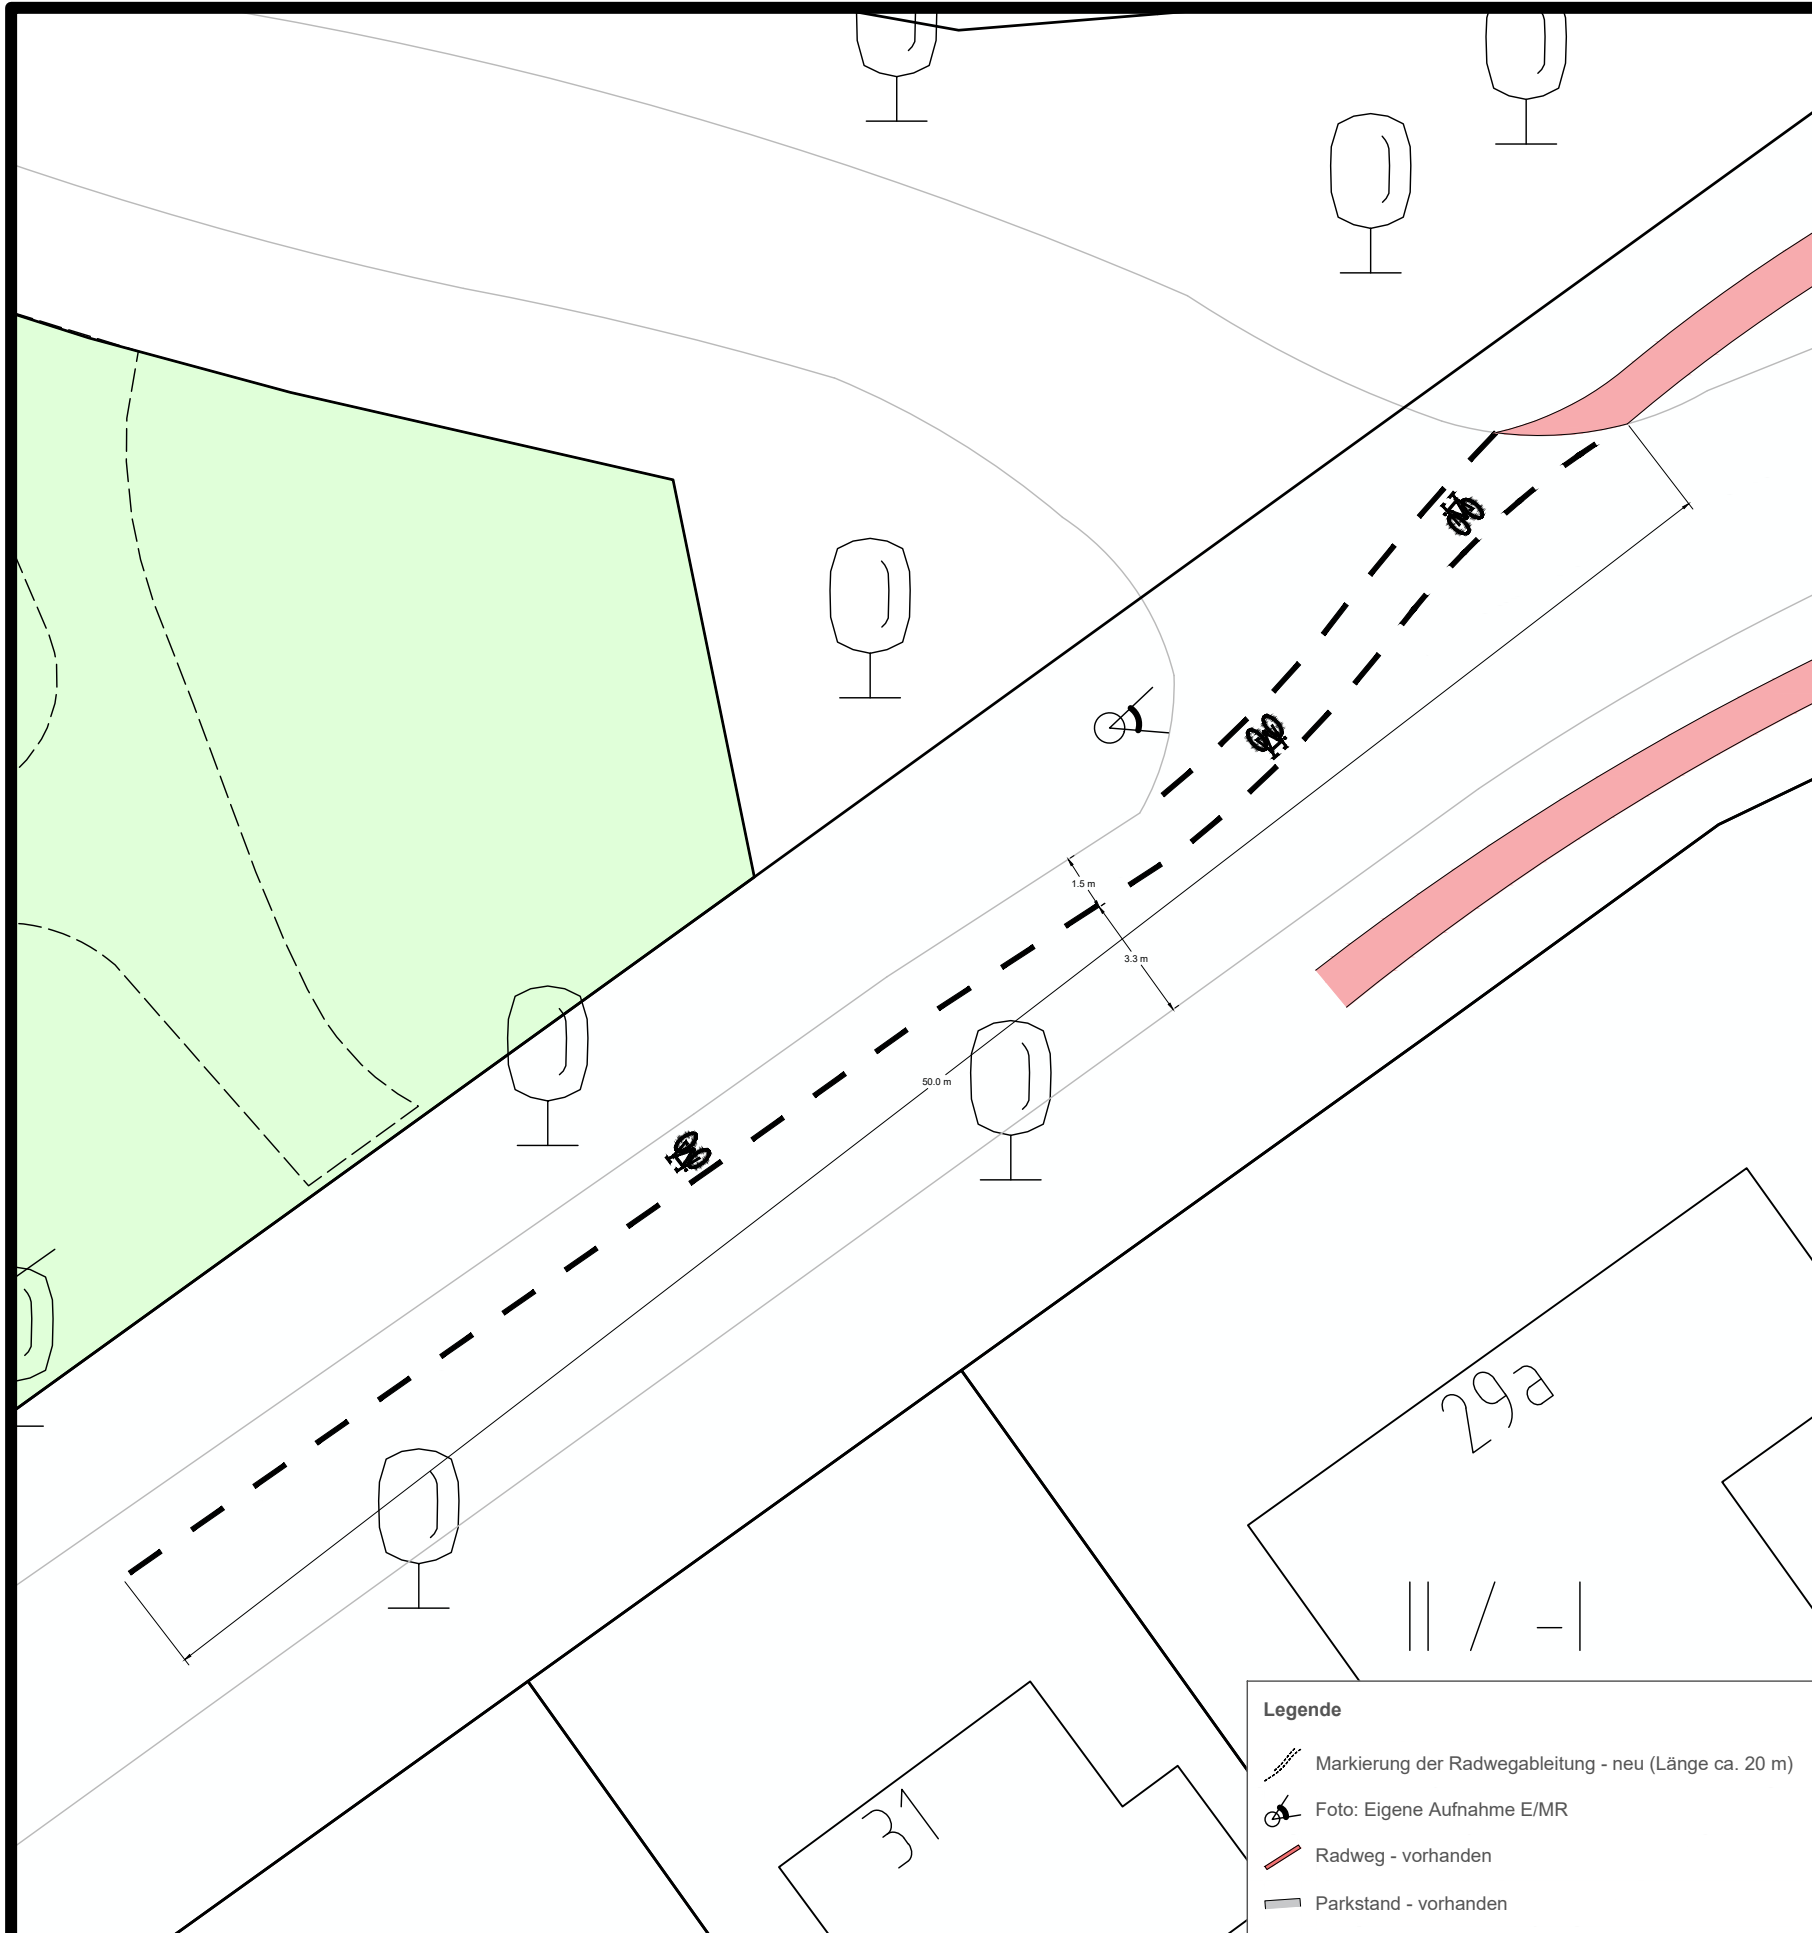 1.5 m
3.3 m
50.0 m
29a
II / -I
31
Legende
Markierung der Radwegableitung - neu (Länge ca. 20 m)
Foto: Eigene Aufnahme E/MR
Radweg - vorhanden
Parkstand - vorhanden